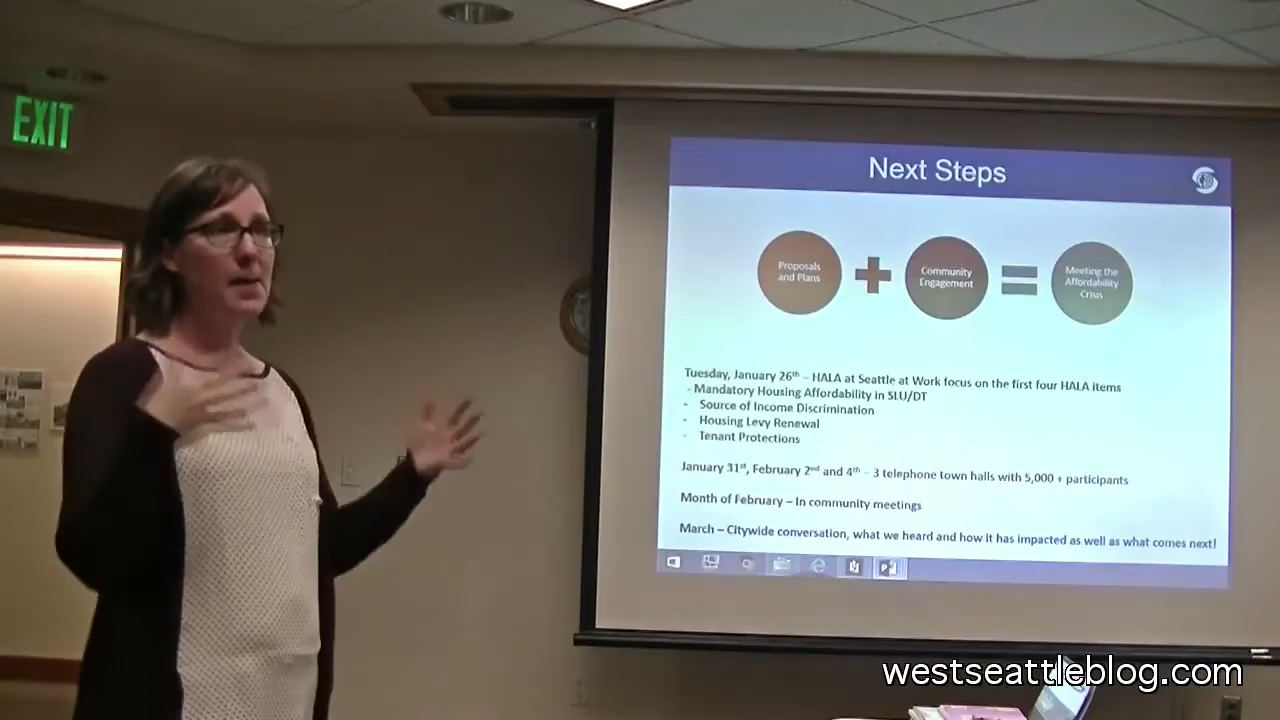 EXIT
Next Steps
Proposals
and Plans
Community
Engagement
Meeting the
Affordability
Crisis
Tuesday, January 26th – HALA at Seattle at Work focus on the first four HALA items
- Mandatory Housing Affordability in SLU/DT
- Source of Income Discrimination
- Housing Levy Renewal
- Tenant Protections
January 31st, February 2nd and 4th – 3 telephone town halls with 5,000 + participants
Month of February – In community meetings
March – Citywide conversation, what we heard and how it has impacted as well as what comes next!
westseattleblog.com